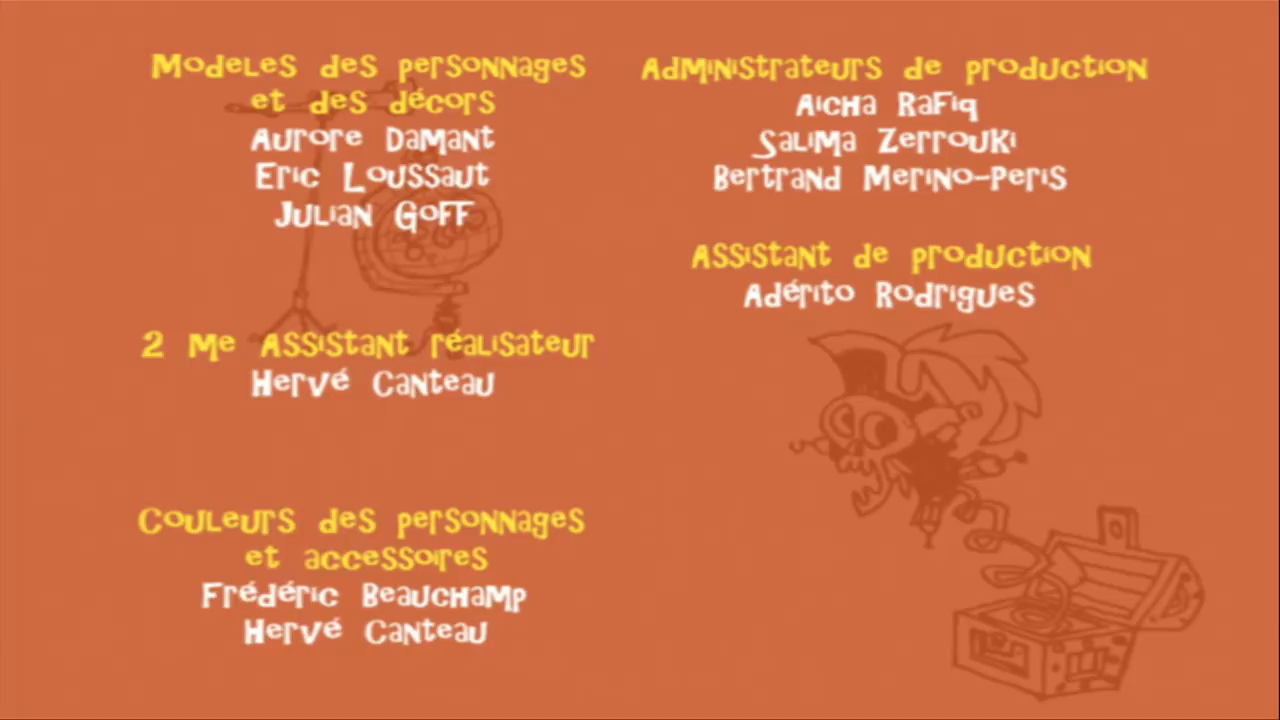 Modeles des personnages
et des décors
Aurore Damant
Eric Loussaut
Julian Goff
2 Me Assistant réalisateur
Hervé Canteau
Couleurs des personnages
et accessoires
Frédéric Beauchamp
Hervé Canteau
Administrateurs de production
Aicha Rafiq
Salima Zerrouki
Bertrand Merino-Peris
Assistant de production
Adérito Rodrigues